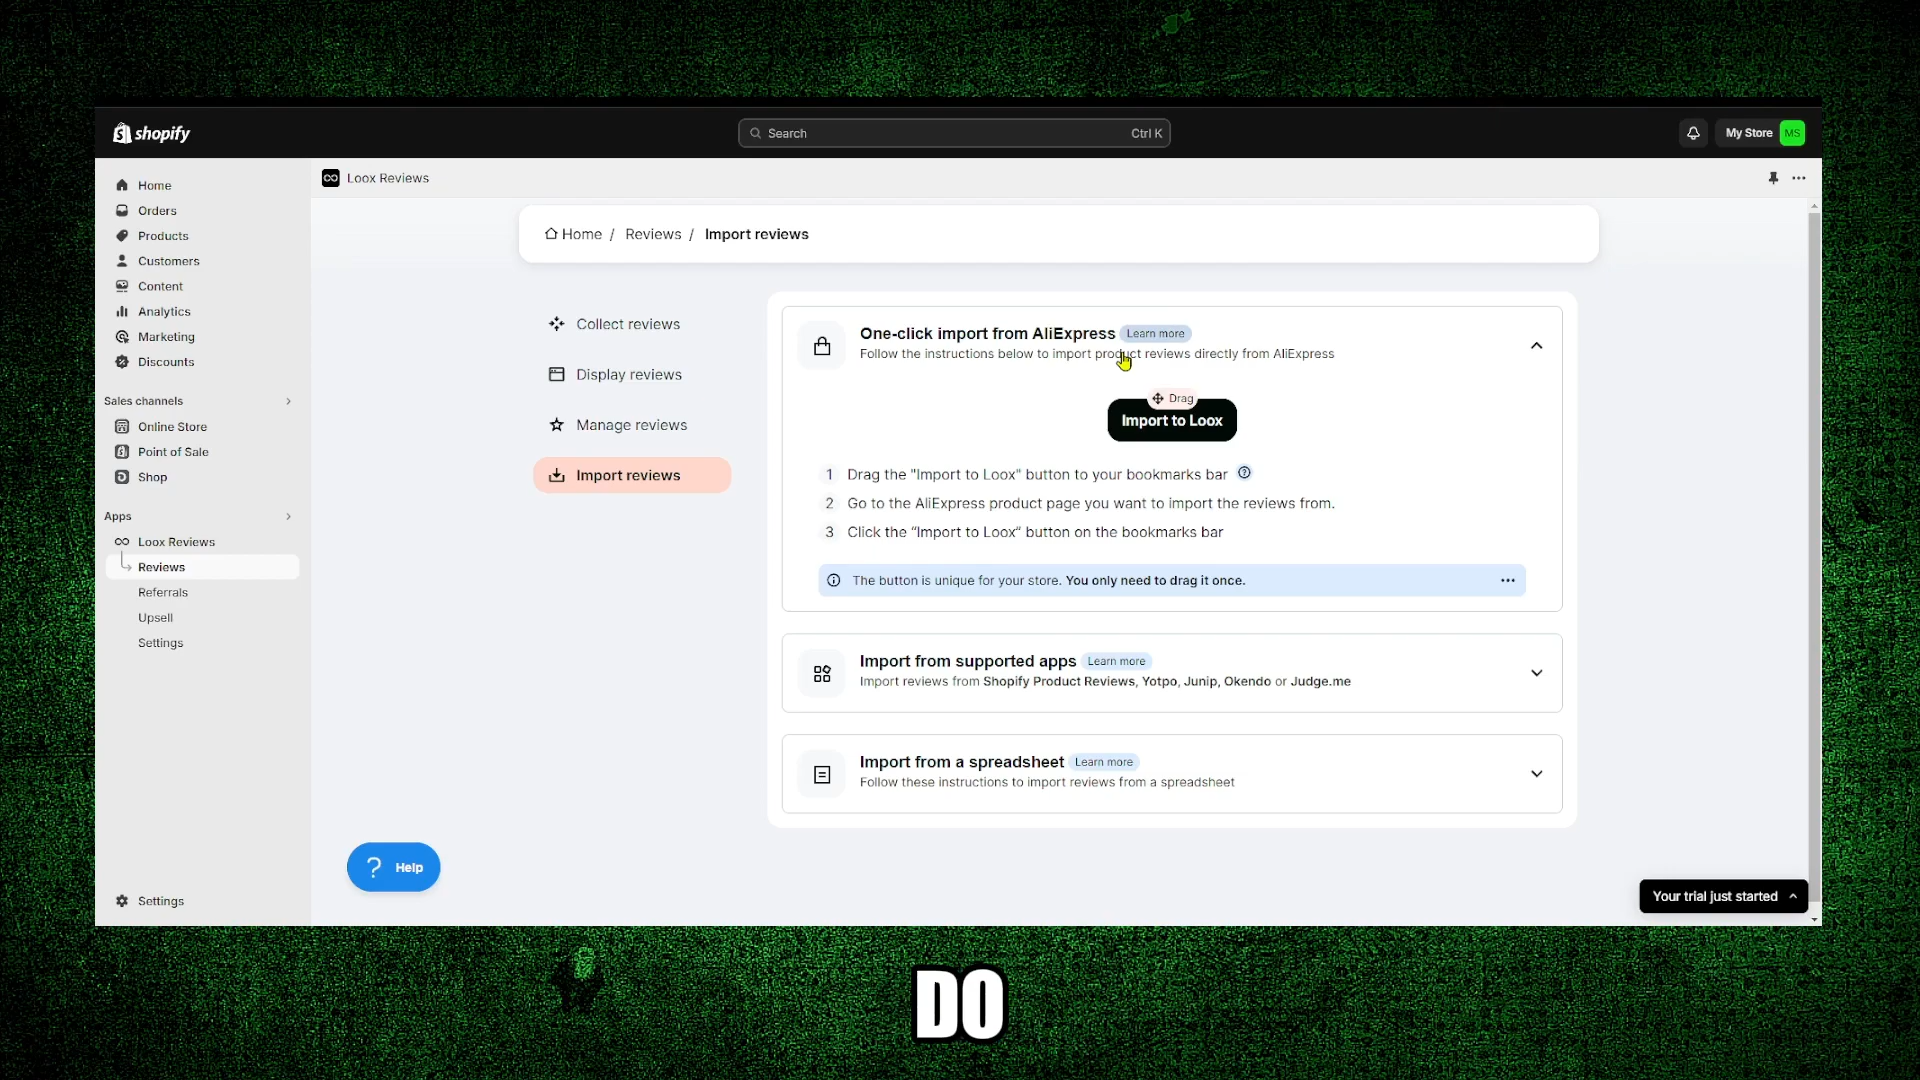 shopify
Search
Ctrl K
My Store
MS
Home
Orders
Products
Customers
Content
Analytics
Marketing
Discounts
Sales channels
Online Store
Point of Sale
Shop
Apps
Loox Reviews
Reviews
Referrals
Upsell
Settings
Settings
Loox Reviews
Home / Reviews / Import reviews
Collect reviews
Display reviews
Manage reviews
Import reviews
One-click import from AliExpress Learn more
Follow the instructions below to import product reviews directly from AliExpress
Drag
Import to Loox
1 Drag the "Import to Loox" button to your bookmarks bar
2 Go to the AliExpress product page you want to import the reviews from.
3 Click the “Import to Loox” button on the bookmarks bar
The button is unique for your store. You only need to drag it once.
Import from supported apps Learn more
Import reviews from Shopify Product Reviews, Yotpo, Junip, Okendo or Judge.me
Import from a spreadsheet Learn more
Follow these instructions to import reviews from a spreadsheet
? Help
Your trial just started
DO